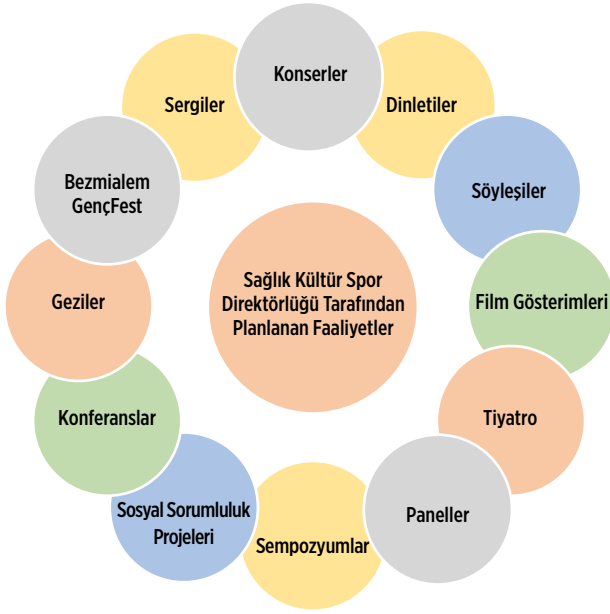 Konserler
Dinletiler
Söyleşiler
Film Gösterimleri
Tiyatro
Paneller
Sempozyumlar
Sosyal Sorumluluk
Projeleri
Konferanslar
Geziler
Bezmialem
GençFest
Sergiler
Sağlık Kültür Spor
Direktörlüğü Tarafından
Planlanan Faaliyetler